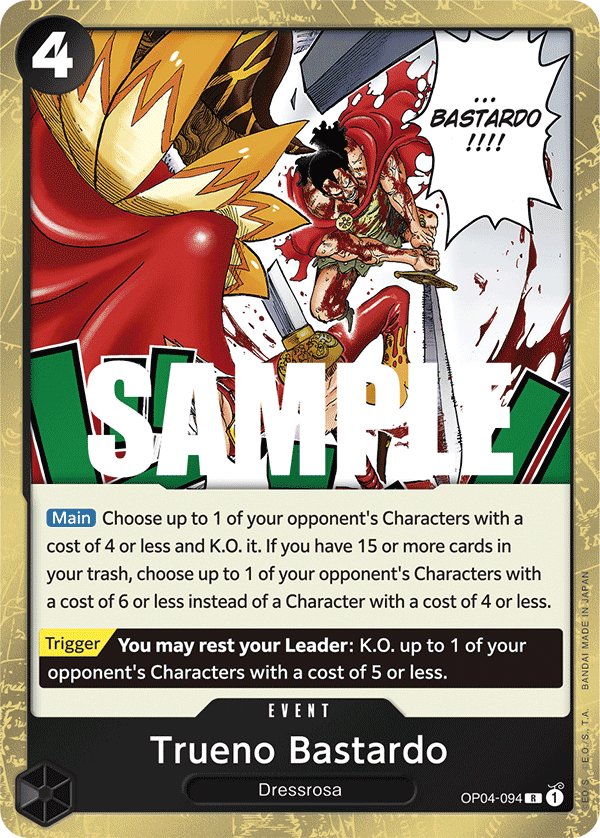 4
...
BASTARDO
!!!!
SAMPLE
Main Choose up to 1 of your opponent's Characters with a
cost of 4 or less and K.O. it. If you have 15 or more cards in
your trash, choose up to 1 of your opponent's Characters with
a cost of 6 or less instead of a Character with a cost of 4 or less.
Trigger You may rest your Leader: K.O. up to 1 of your
opponent's Characters with a cost of 5 or less.
EVENT
Trueno Bastardo
Dressrosa
OP04-094 R 1
©E.O./S., T.A. BANDAI MADE IN JAPAN